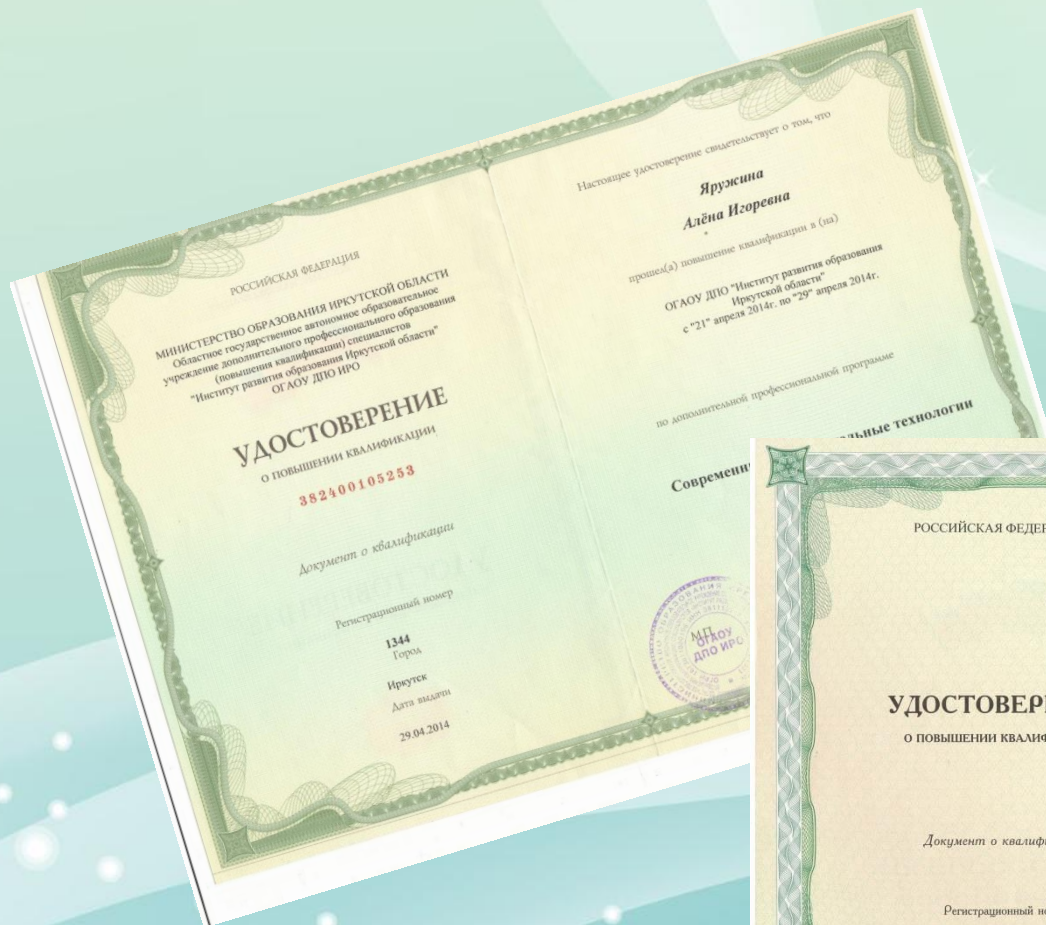 РОССИЙСКАЯ ФЕДЕРАЦИЯ
МИНИСТЕРСТВО ОБРАЗОВАНИЯ ИРКУТСКОЙ ОБЛАСТИ
Областное государственное автономное образовательное
учреждение дополнительного профессионального образования
(повышения квалификации) специалистов
"Институт развития образования Иркутской области"
ОГАОУ ДПО ИРО
УДОСТОВЕРЕНИЕ
О ПОВЫШЕНИИ КВАЛИФИКАЦИИ
382400105253
Документ о квалификации
Регистрационный номер
1344
Город
Иркутск
Дата выдачи
29.04.2014
Настоящее удостоверение свидетельствует о том, что
Яружина
Алёна Игоревна
прошел(а) повышение квалификации в (на)
ОГАОУ ДПО "Институт развития образования
Иркутской области"
с "21" апреля 2014г. по "29" апреля 2014г.
по дополнительной профессиональной программе
Современн льные технологии
М.П.
ОГАОУ
ДПО ИРО
РОССИЙСКАЯ ФЕДЕР
УДОСТОВЕР
О ПОВЫШЕНИИ КВАЛИФ
Документ о квалифи
Регистрационный но